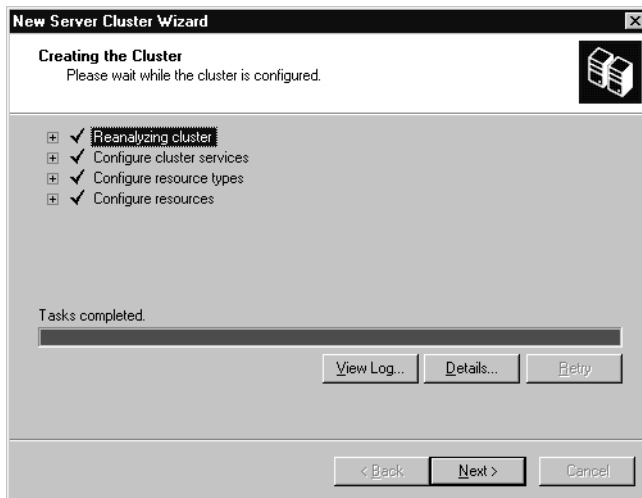 New Server Cluster Wizard
Creating the Cluster
Please wait while the cluster is configured.
Reanalyzing cluster
Configure cluster services
Configure resource types
Configure resources
Tasks completed.
View Log... Details... Retry
< Back Next > Cancel